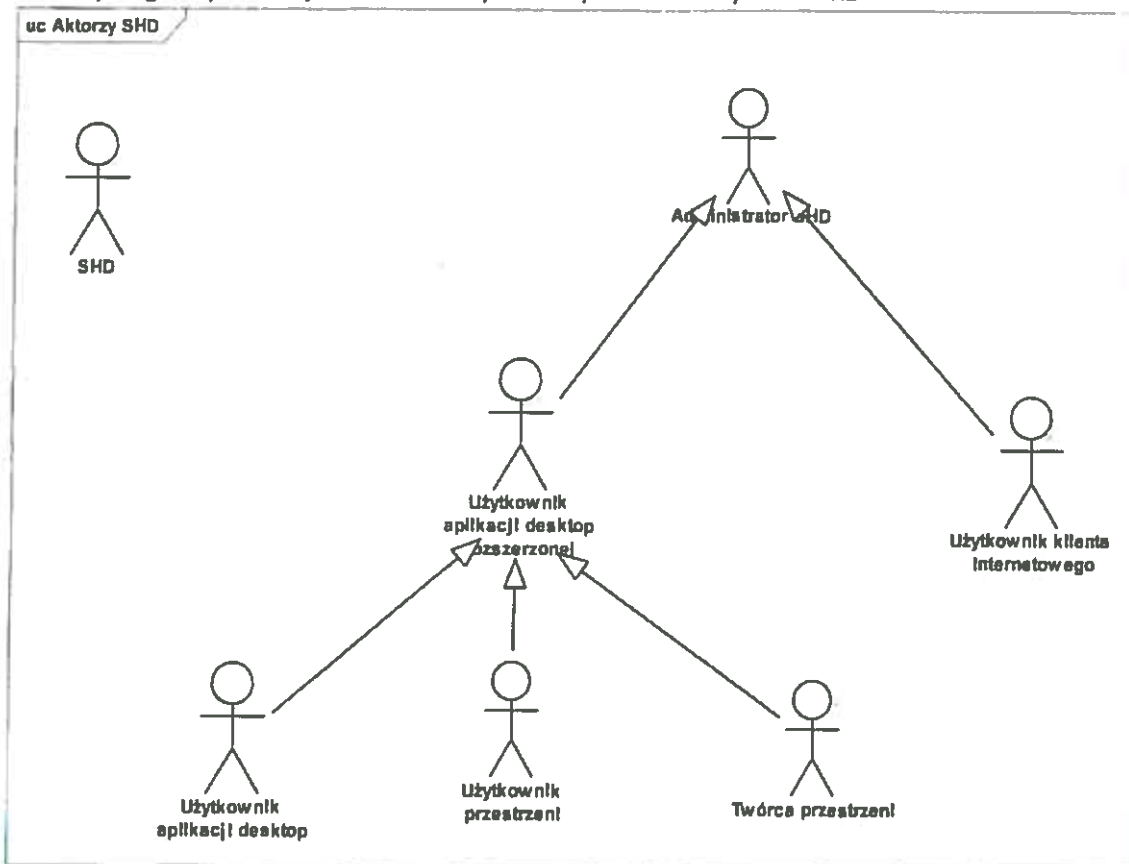 uc Aktorzy SHD
SHD
Administrator SHD
Użytkownik
aplikacji desktop
rozszerzonej
Użytkownik klienta
Internetowego
Użytkownik
aplikacji desktop
Użytkownik
przestrzeni
Twórca przestrzeni